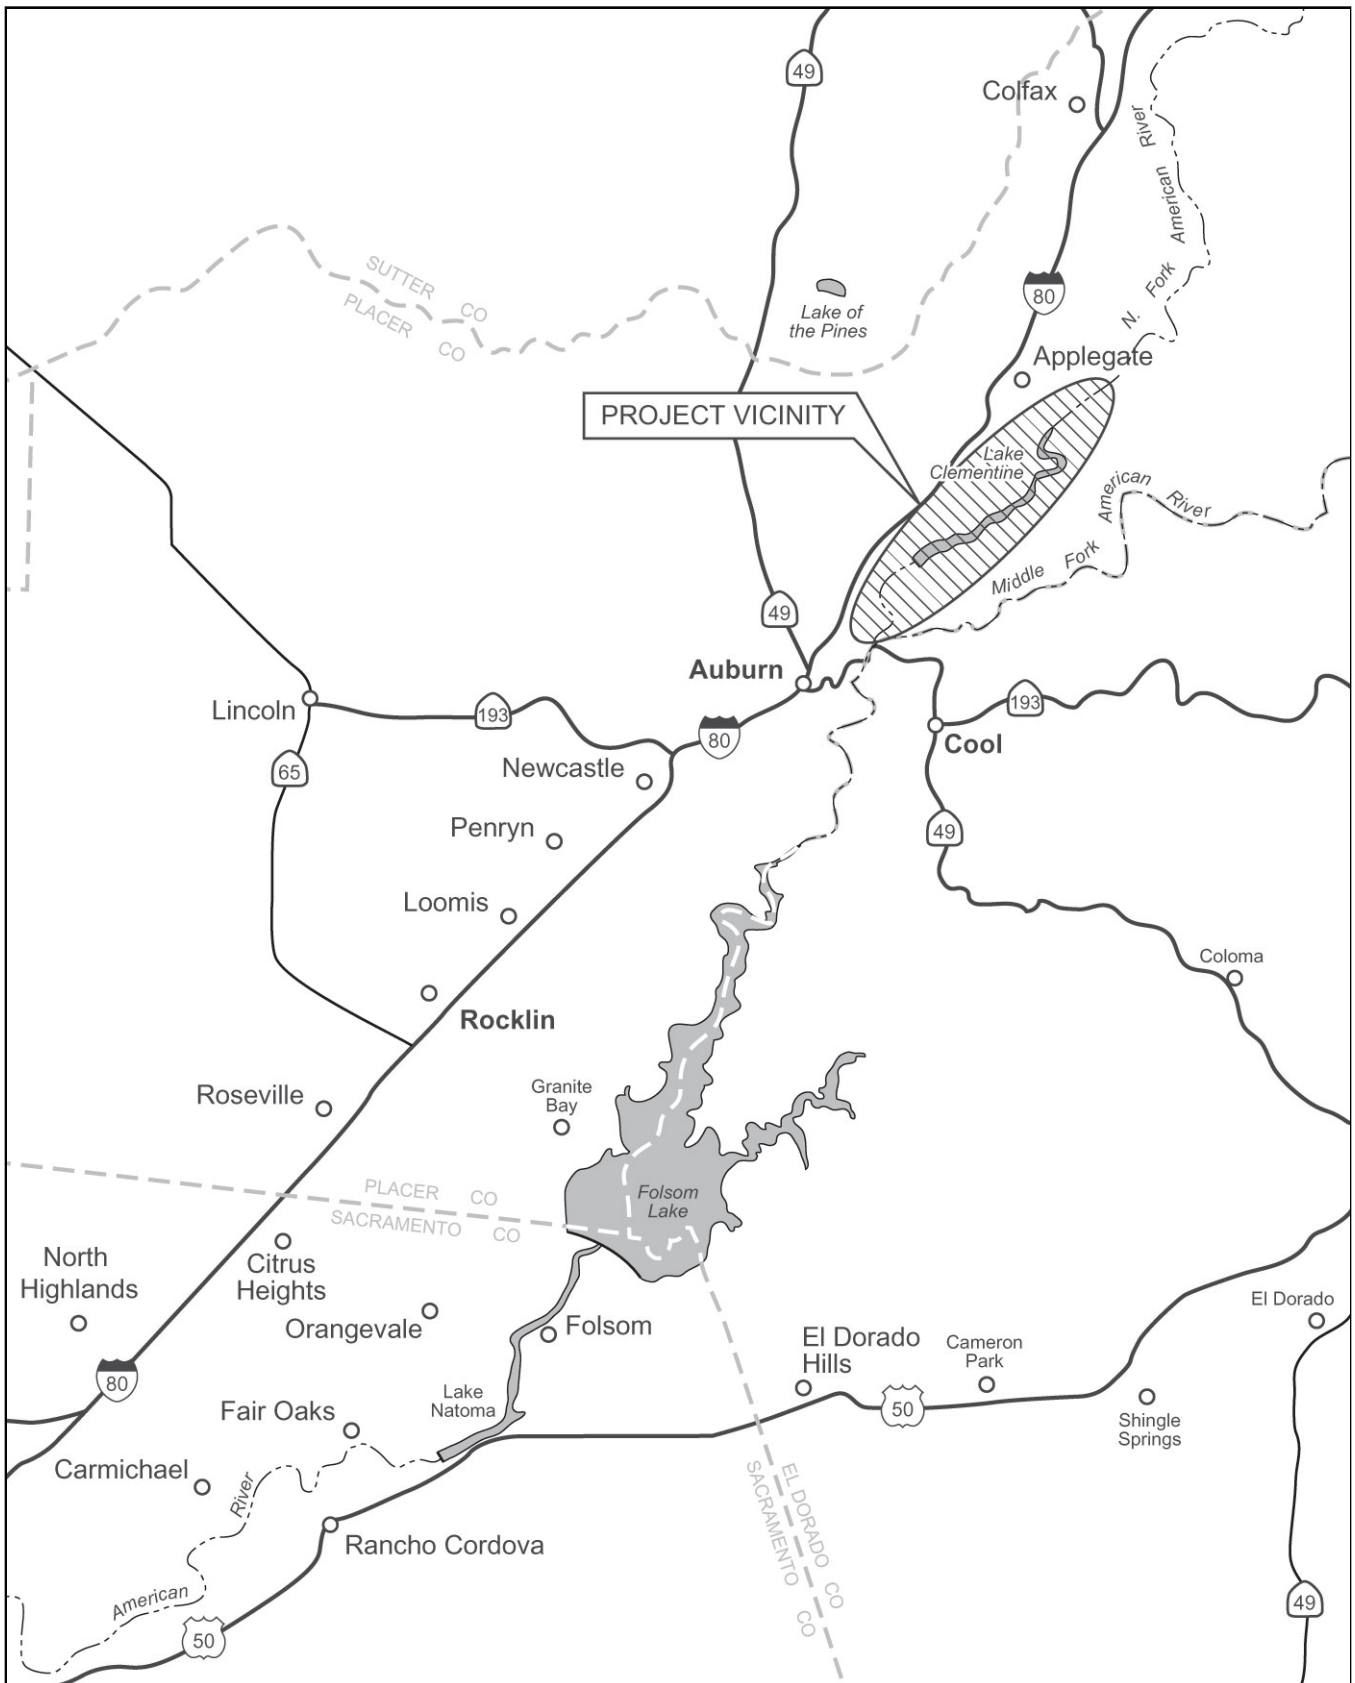 49
Colfax
N. Fork American River
SUTTER CO
PLACER CO
80
Lake of
the Pines
Applegate
PROJECT VICINITY
Lake
Clementine
American River
Middle Fork
49
Auburn
Lincoln
193
193
80
Cool
65
Newcastle
Penryn
49
Loomis
Coloma
Rocklin
Roseville
Granite
Bay
PLACER CO
SACRAMENTO CO
Folsom
Lake
North
Highlands
Citrus
Heights
El Dorado
Orangevale
Folsom
El Dorado
Hills
Cameron
Park
80
Lake
Natoma
50
Fair Oaks
Shingle
Springs
Carmichael
EL DORADO CO
SACRAMENTO CO
River
Rancho Cordova
American
49
50